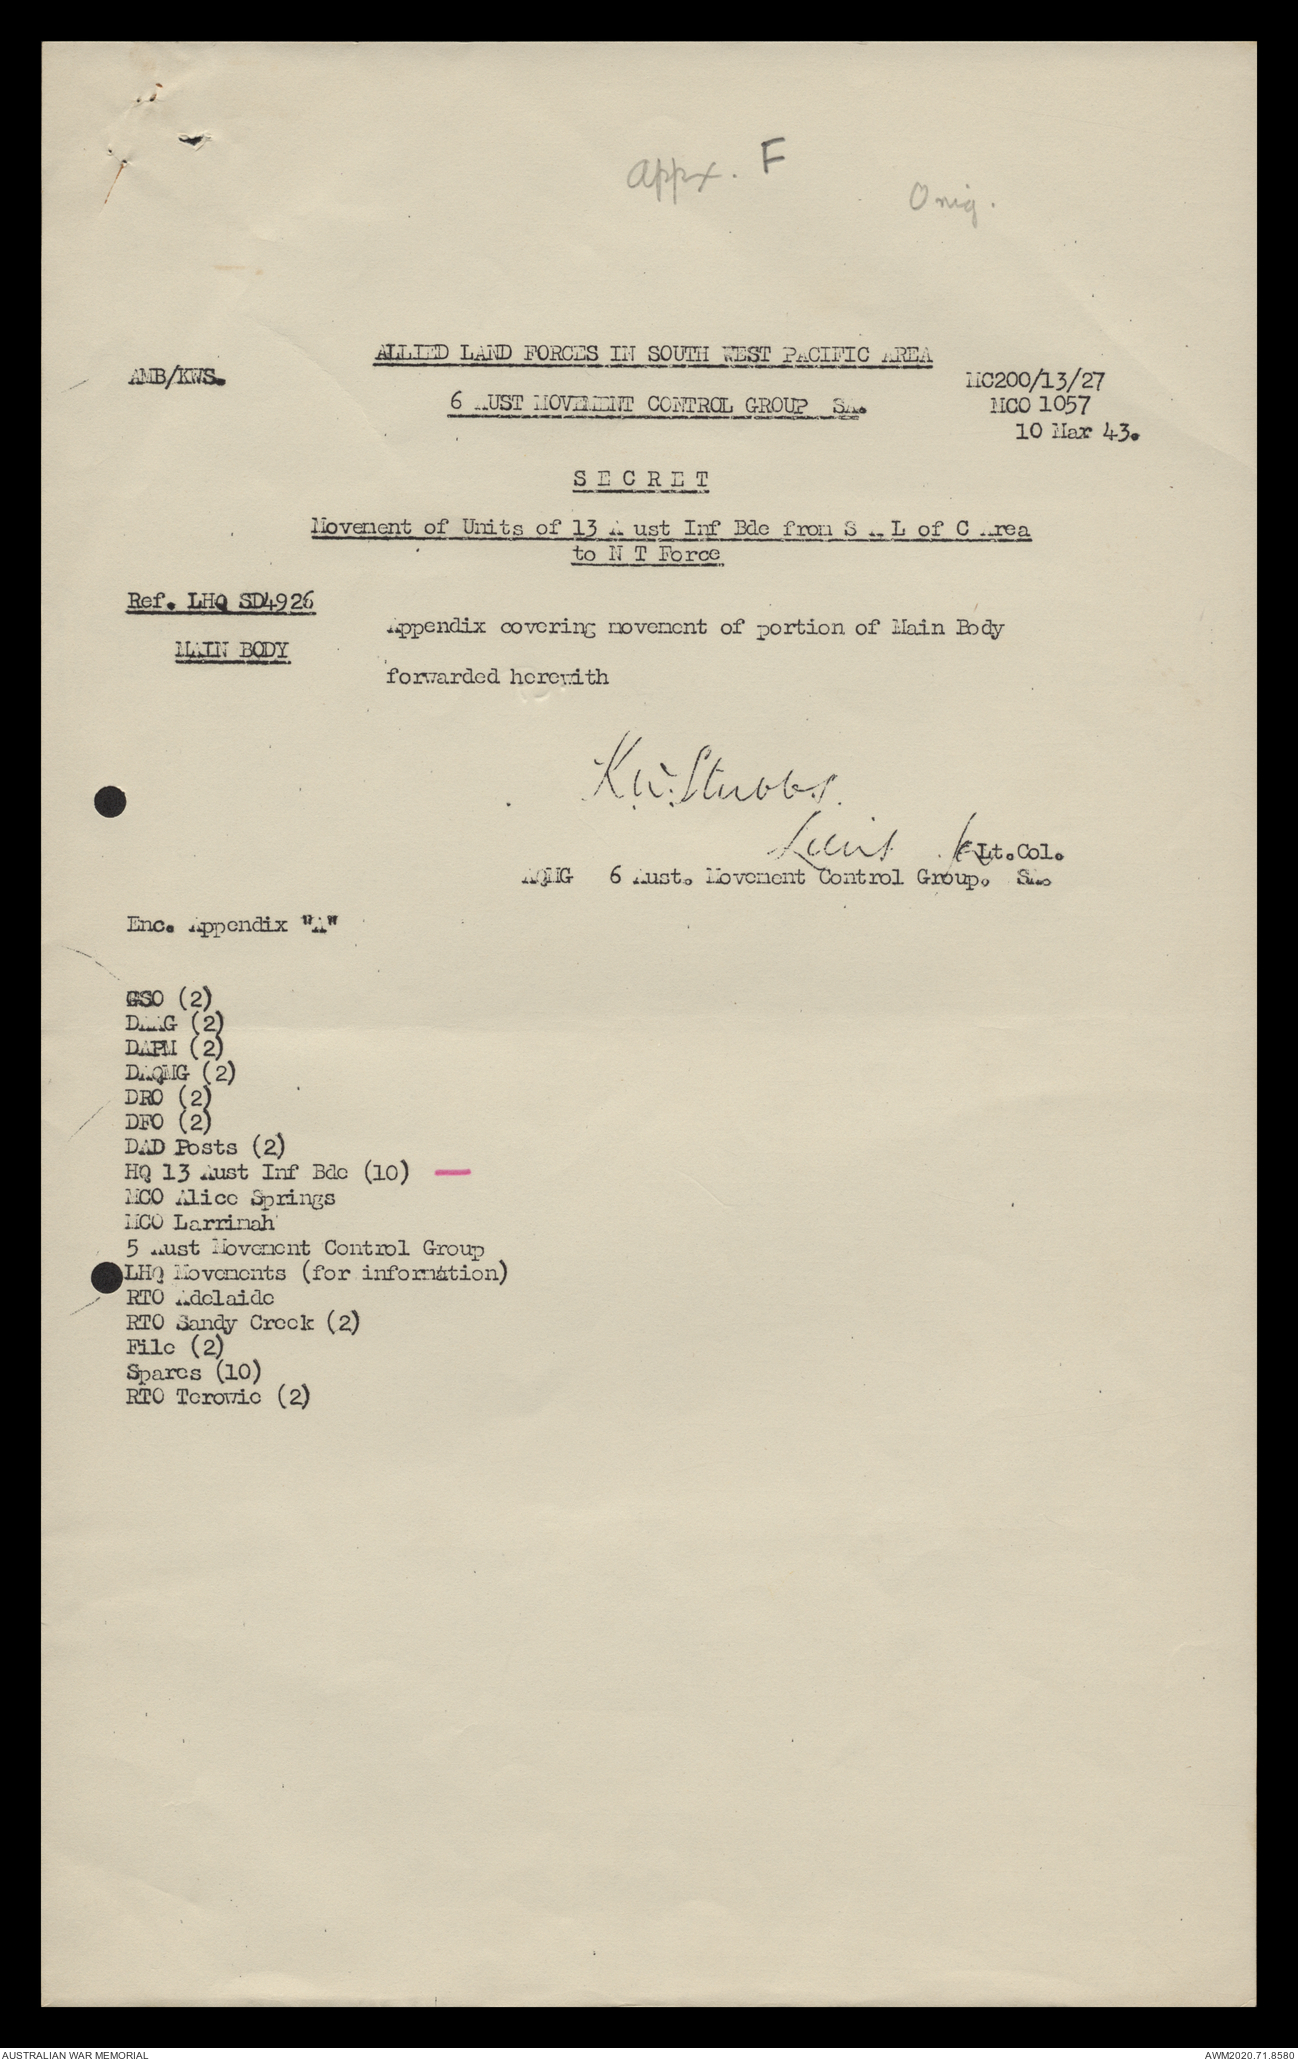 Appx. F
Orig.
ALLIED LAND FORCES IN SOUTH WEST PACIFIC AREA
AMB/KWS.
MC200/13/27
6 AUST MOVEMENT CONTROL GROUP SA.
MCO 1057
10 Mar 43.
S E C R E T
Movement of Units of 13 A ust Inf Bde from S A L of C Area
to N T Force
Ref. LHQ SD4926
Appendix covering movement of portion of Main Body
MAIN BODY
forwarded herewith
K.W. Stubbs.
Lieut for Lt.Col.
AQMG 6 Aust. Movement Control Group. SA.
Enc. Appendix "A"
GSO (2)
DAAG (2)
DAPM (2)
DAQMG (2)
DRO (2)
DFO (2)
DAD Posts (2)
HQ 13 Aust Inf Bde (10) —
MCO Alice Springs
MCO Larrimah
5 Aust Movement Control Group
LHQ Movements (for information)
RTO Adelaide
RTO Sandy Creek (2)
File (2)
Spares (10)
RTO Terowie (2)
AUSTRALIAN WAR MEMORIAL
AWM2020.71.8580